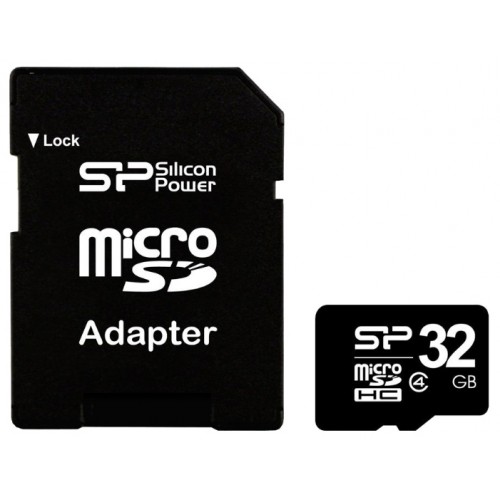 ▼ Lock
SP Silicon
Power
micro
SD
Adapter
SP 32
GB
micro
SD
HC
4